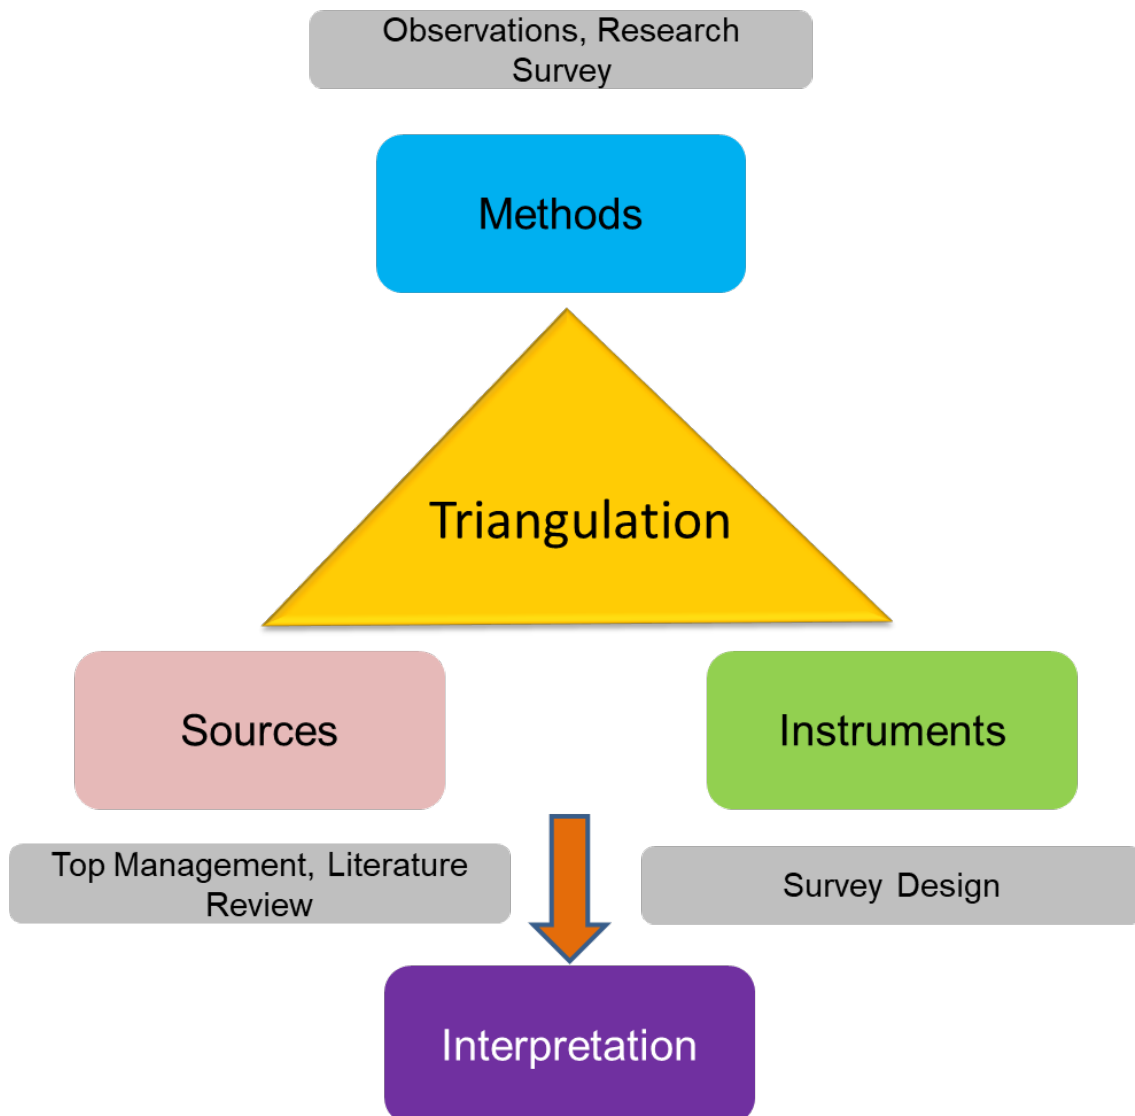 Observations, Research
Survey
Methods
Triangulation
Sources
Instruments
Top Management, Literature
Review
Survey Design
Interpretation